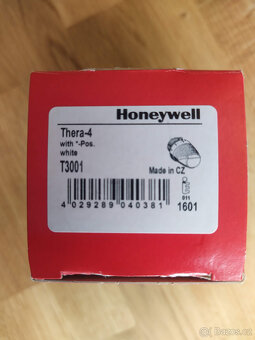 Honeywell
Thera-4
with *-Pos.
white
T3001
Made in CZ
011
4 029289 040381
1601
Bazos.cz